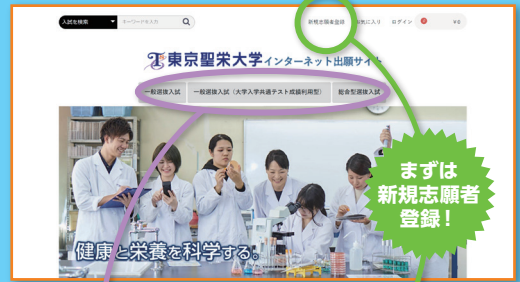 入試を検索
キーワードを入力
新規志願者登録
お気に入り
ログイン
0
¥0
東京聖栄大学インターネット出願サイト
一般選抜入試
一般選抜入試（大学入学共通テスト成績利用型）
総合型選抜入試
まずは
新規志願者
登録！
健康と栄養を科学する。